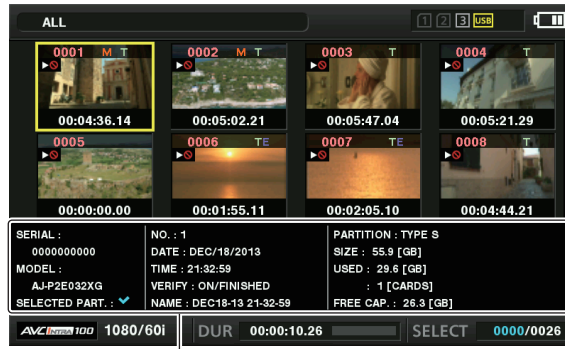 ALL 1 2 3 USB
0001 M T 0002 M T 0003 T 0004 T
00:04:36.14 00:05:02.21 00:05:47.04 00:05:21.29
0005 0006 TE 0007 TE 0008 T
00:00:00.00 00:01:55.11 00:02:05.10 00:04:44.21
SERIAL :
0000000000
MODEL :
AJ-P2E032XG
SELECTED PART. :
NO. : 1
DATE : DEC/18/2013
TIME : 21:32:59
VERIFY : ON/FINISHED
NAME : DEC18-13 21-32-59
PARTITION : TYPE S
SIZE : 55.9 [GB]
USED : 29.6 [GB]
: 1 [CARDS]
FREE CAP. : 26.3 [GB]
AVC INTRA 100 1080/60i DUR 00:00:10.26 SELECT 0000/0026